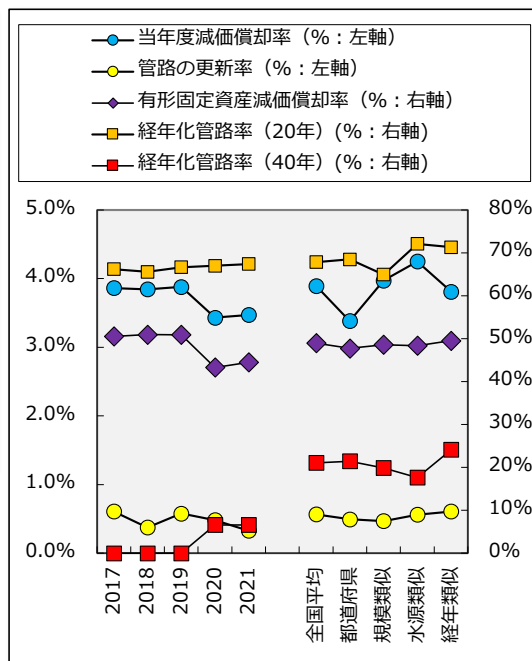 当年度減価償却率（%：左軸）
管路の更新率（%：左軸）
有形固定資産減価償却率（%：右軸）
経年化管路率（20年）(%：右軸)
経年化管路率（40年）(%：右軸)
5.0%
4.0%
3.0%
2.0%
1.0%
0.0%
80%
70%
60%
50%
40%
30%
20%
10%
0%
2017
2018
2019
2020
2021
全国平均
都道府県
規模類似
水源類似
経年類似